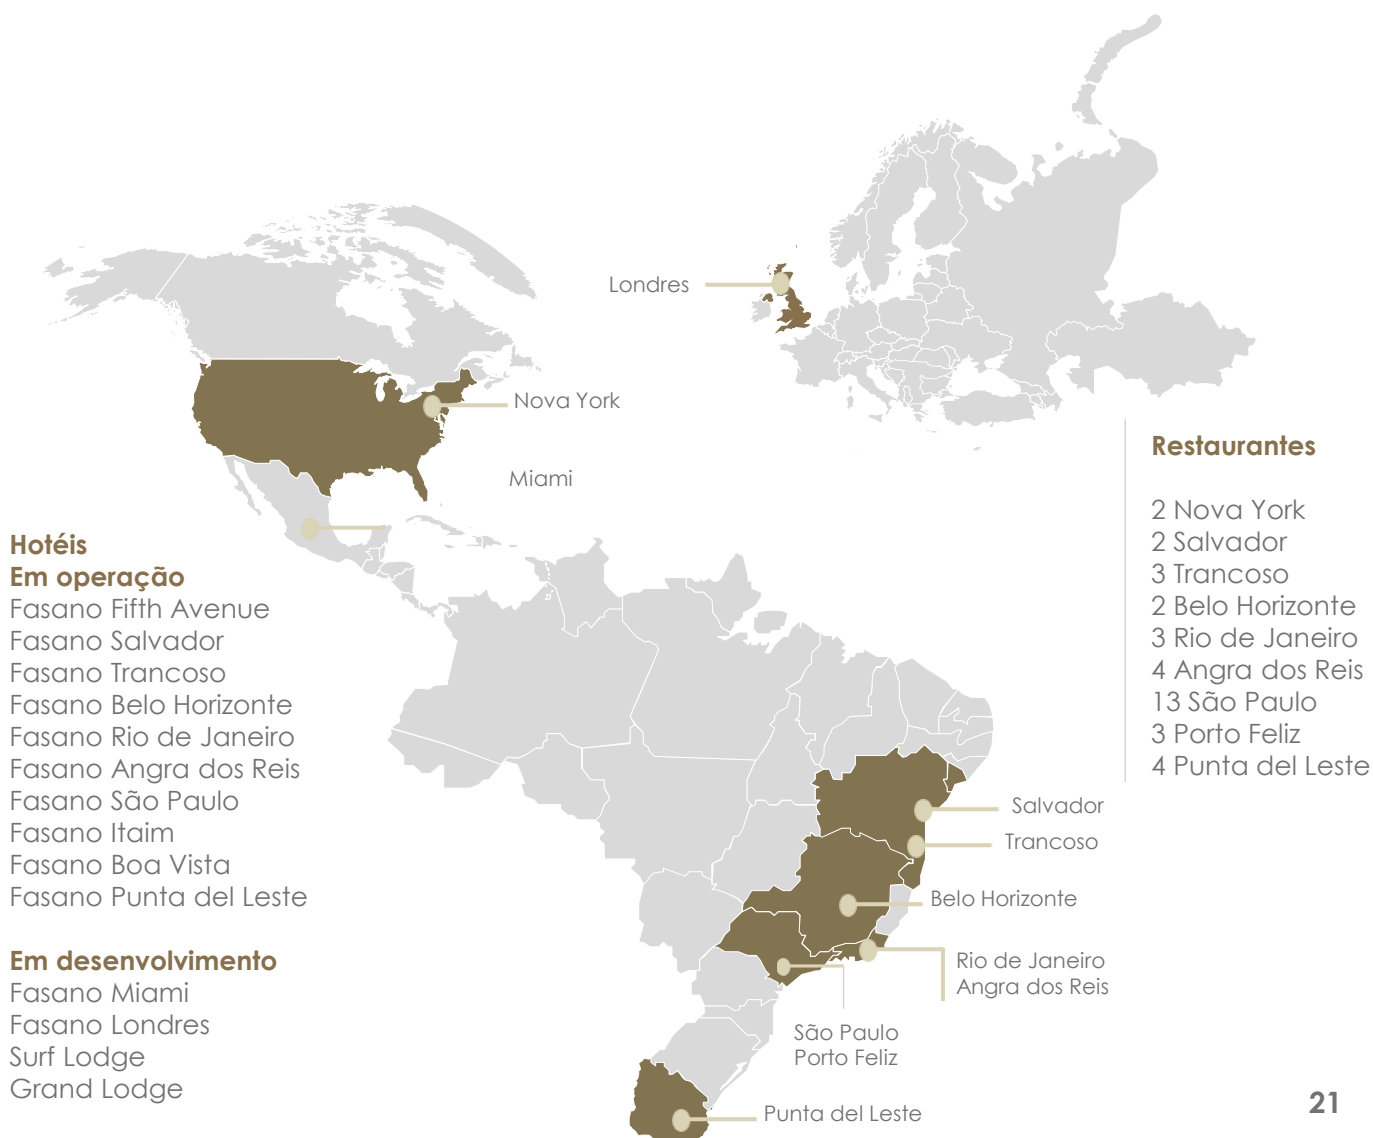 Londres
Nova York
Miami
Hotéis
Em operação
Fasano Fifth Avenue
Fasano Salvador
Fasano Trancoso
Fasano Belo Horizonte
Fasano Rio de Janeiro
Fasano Angra dos Reis
Fasano São Paulo
Fasano Itaim
Fasano Boa Vista
Fasano Punta del Leste
Em desenvolvimento
Fasano Miami
Fasano Londres
Surf Lodge
Grand Lodge
Salvador
Trancoso
Belo Horizonte
Rio de Janeiro
Angra dos Reis
São Paulo
Porto Feliz
Punta del Leste
Restaurantes
2 Nova York
2 Salvador
3 Trancoso
2 Belo Horizonte
3 Rio de Janeiro
4 Angra dos Reis
13 São Paulo
3 Porto Feliz
4 Punta del Leste
21